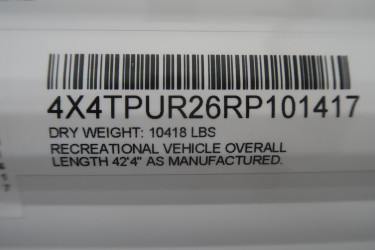 4X4TPUR26RP101417
DRY WEIGHT: 10418 LBS
RECREATIONAL VEHICLE OVERALL
LENGTH 42'4" AS MANUFACTURED.